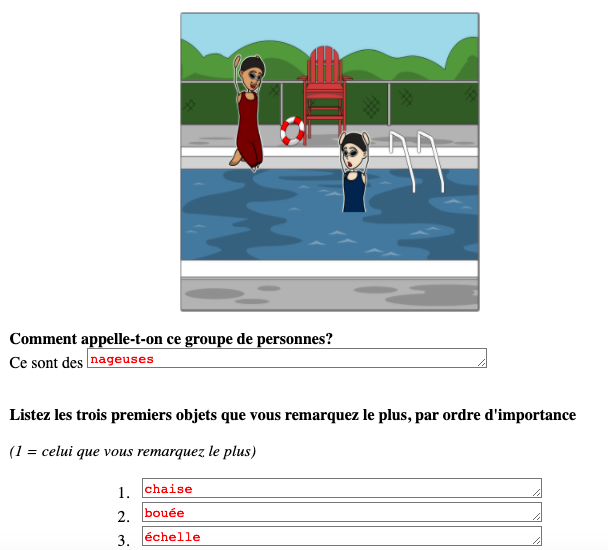 Comment appelle-t-on ce groupe de personnes?
Ce sont des nageuses
Listez les trois premiers objets que vous remarquez le plus, par ordre d'importance
(1 = celui que vous remarquez le plus)
1. chaise
2. bouée
3. échelle